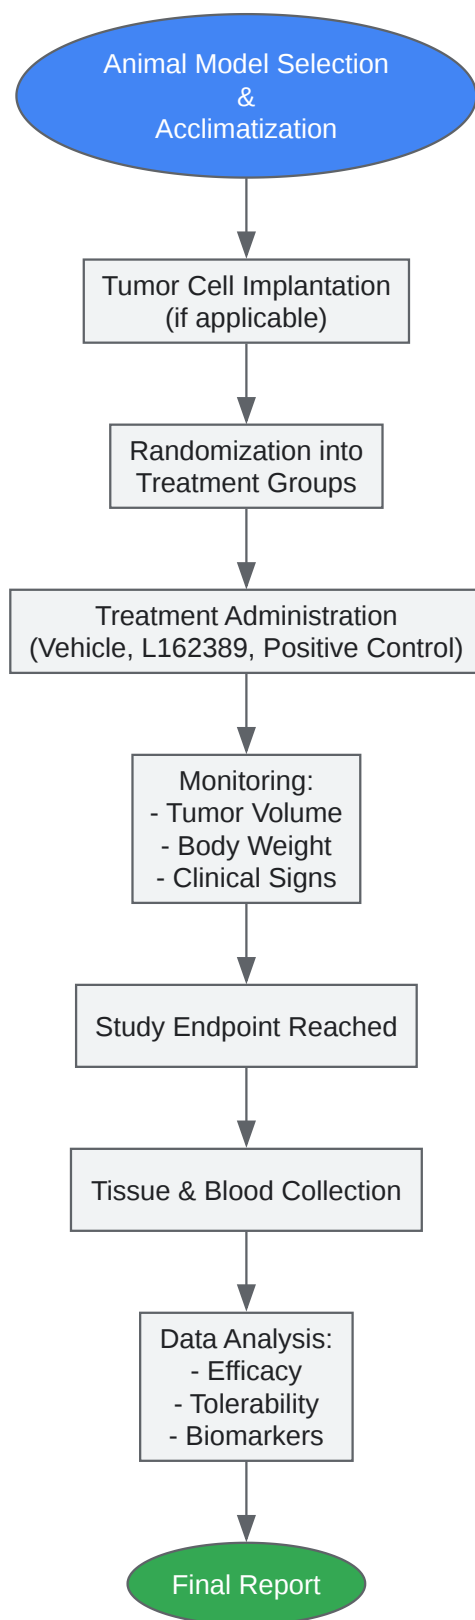 Animal Model Selection
&
Acclimatization
Tumor Cell Implantation
(if applicable)
Randomization into
Treatment Groups
Treatment Administration
(Vehicle, L162389, Positive Control)
Monitoring:
- Tumor Volume
- Body Weight
- Clinical Signs
Study Endpoint Reached
Tissue & Blood Collection
Data Analysis:
- Efficacy
- Tolerability
- Biomarkers
Final Report